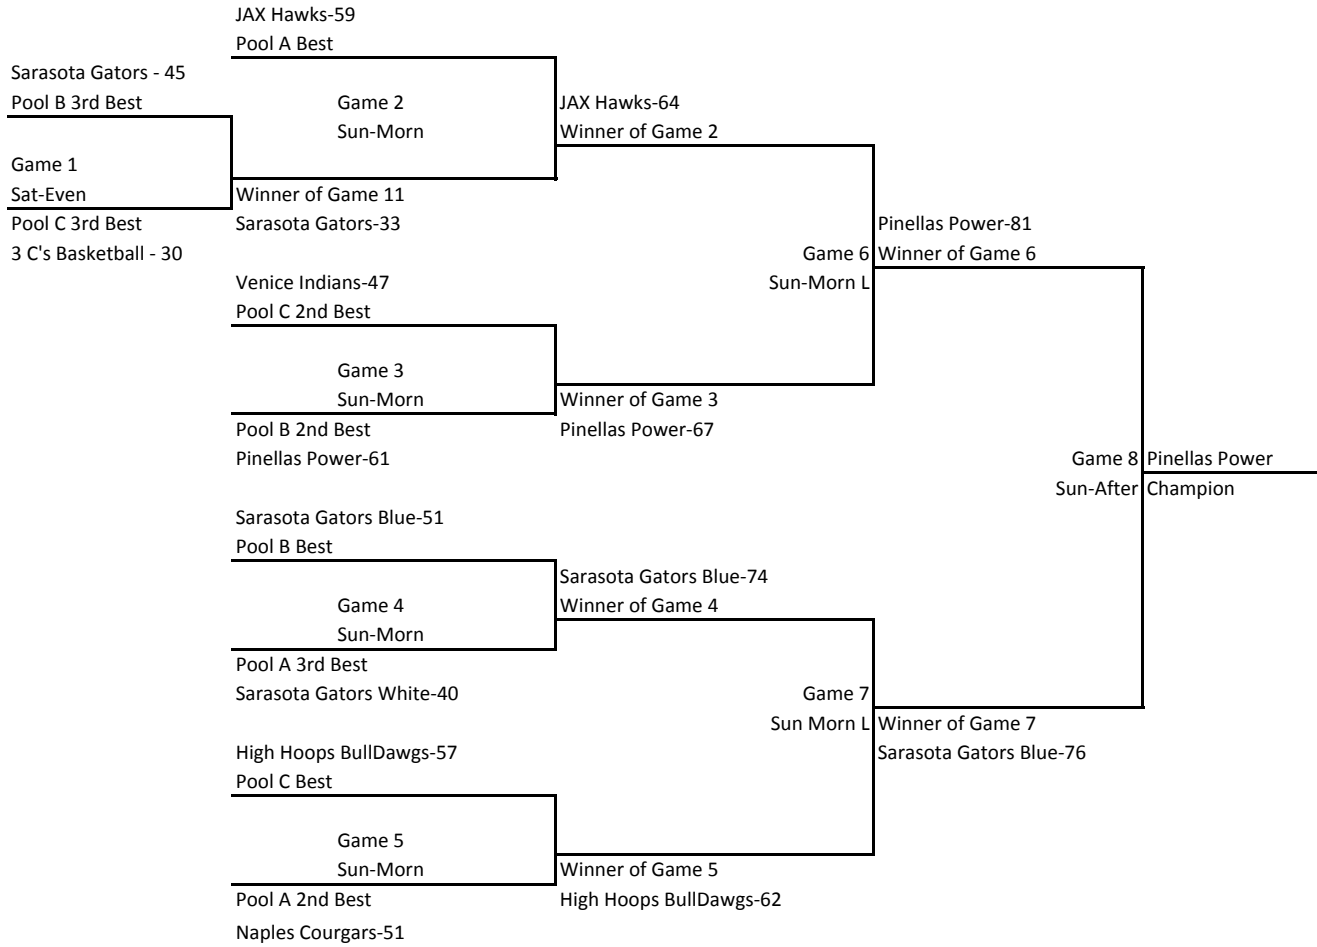 JAX Hawks-59
Pool A Best
Sarasota Gators - 45
Pool B 3rd Best
Game 2
Sun-Morn
JAX Hawks-64
Winner of Game 2
Game 1
Sat-Even
Winner of Game 11
Sarasota Gators-33
Pool C 3rd Best
3 C's Basketball - 30
Pinellas Power-81
Game 6 Winner of Game 6
Sun-Morn L
Venice Indians-47
Pool C 2nd Best
Game 3
Sun-Morn
Winner of Game 3
Pinellas Power-67
Pool B 2nd Best
Pinellas Power-61
Game 8 Pinellas Power
Sun-After Champion
Sarasota Gators Blue-51
Pool B Best
Sarasota Gators Blue-74
Winner of Game 4
Game 4
Sun-Morn
Pool A 3rd Best
Sarasota Gators White-40
Game 7
Sun Morn L Winner of Game 7
Sarasota Gators Blue-76
High Hoops BullDawgs-57
Pool C Best
Game 5
Sun-Morn
Winner of Game 5
High Hoops BullDawgs-62
Pool A 2nd Best
Naples Courgars-51